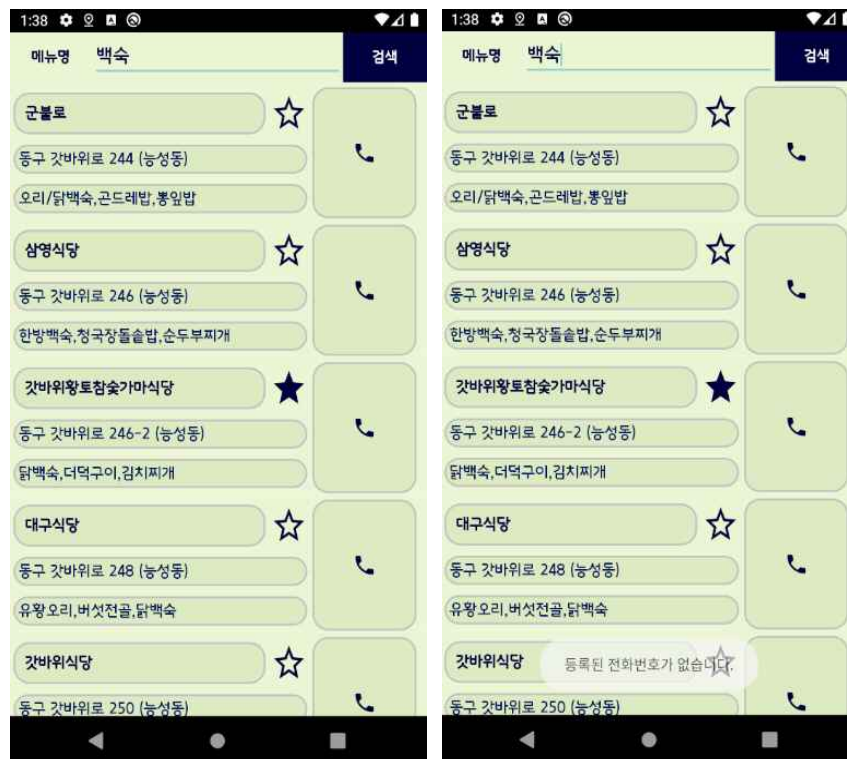 1:38
메뉴명 백숙 검색
군불로
동구 갓바위로 244 (능성동)
오리/닭백숙,곤드레밥,뽕잎밥
삼영식당
동구 갓바위로 246 (능성동)
한방백숙,청국장돌솥밥,순두부찌개
갓바위황토참숯가마식당
동구 갓바위로 246-2 (능성동)
닭백숙,더덕구이,김치찌개
대구식당
동구 갓바위로 248 (능성동)
유황오리,버섯전골,닭백숙
갓바위식당
동구 갓바위로 250 (능성동)
1:38
메뉴명 백숙 검색
군불로
동구 갓바위로 244 (능성동)
오리/닭백숙,곤드레밥,뽕잎밥
삼영식당
동구 갓바위로 246 (능성동)
한방백숙,청국장돌솥밥,순두부찌개
갓바위황토참숯가마식당
동구 갓바위로 246-2 (능성동)
닭백숙,더덕구이,김치찌개
대구식당
동구 갓바위로 248 (능성동)
유황오리,버섯전골,닭백숙
갓바위식당
등록된 전화번호가 없습니다.
동구 갓바위로 250 (능성동)